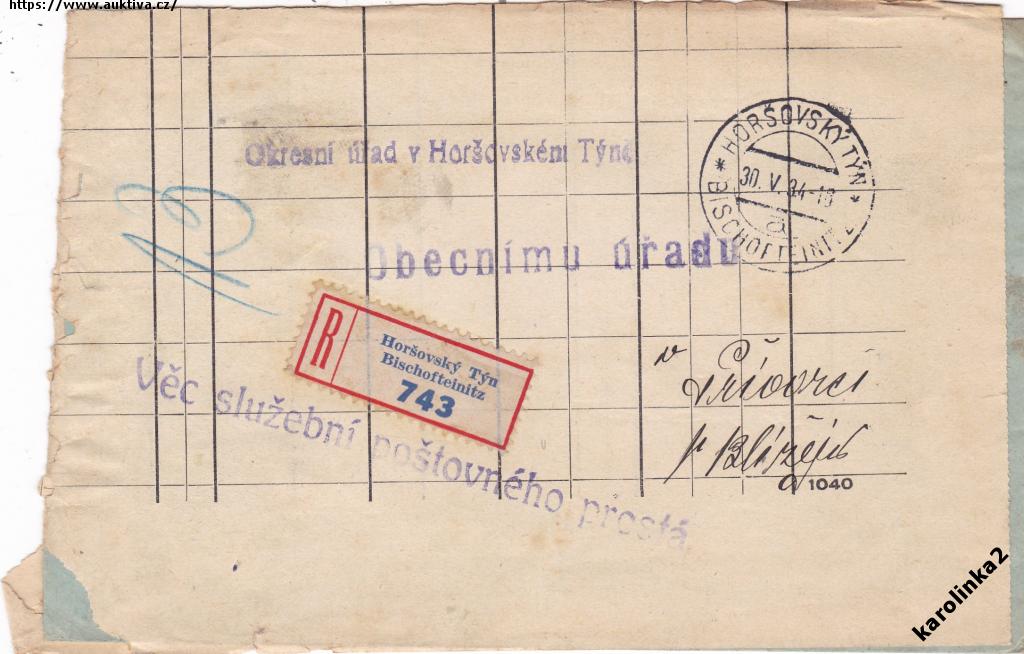 https://www.auktiva.cz/
Okresní úřad v Horšovském Týně
* HORŠOVSKÝ TÝN *
30. V. 34-18
a
BISCHOFTEINITZ
Obecnímu úřadu
R
Horšovský Týn
Bischofteinitz
743
v
Věc služební poštovného prostá
p
1040
karolinka2